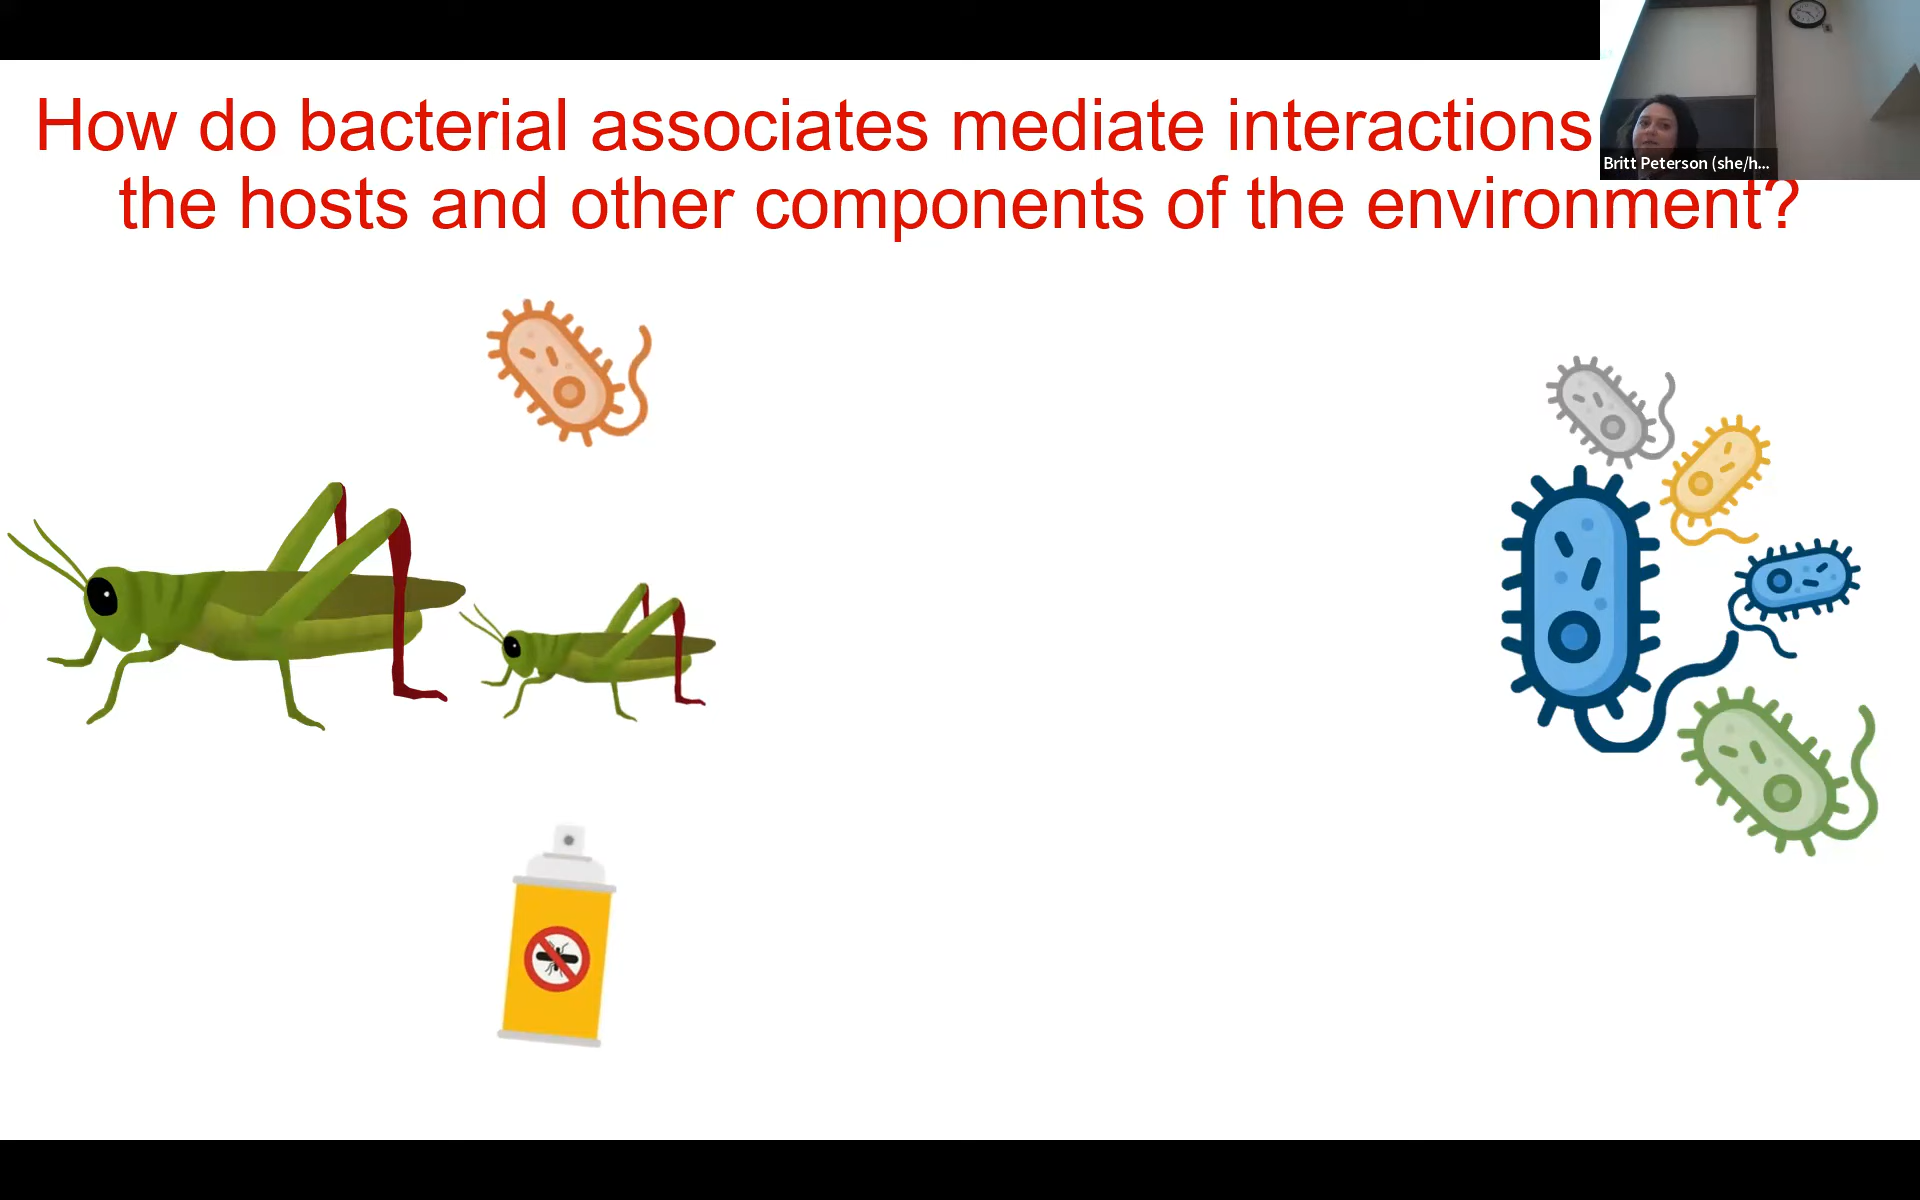 How do bacterial associates mediate interactions
the hosts and other components of the environment?
Britt Peterson (she/h...